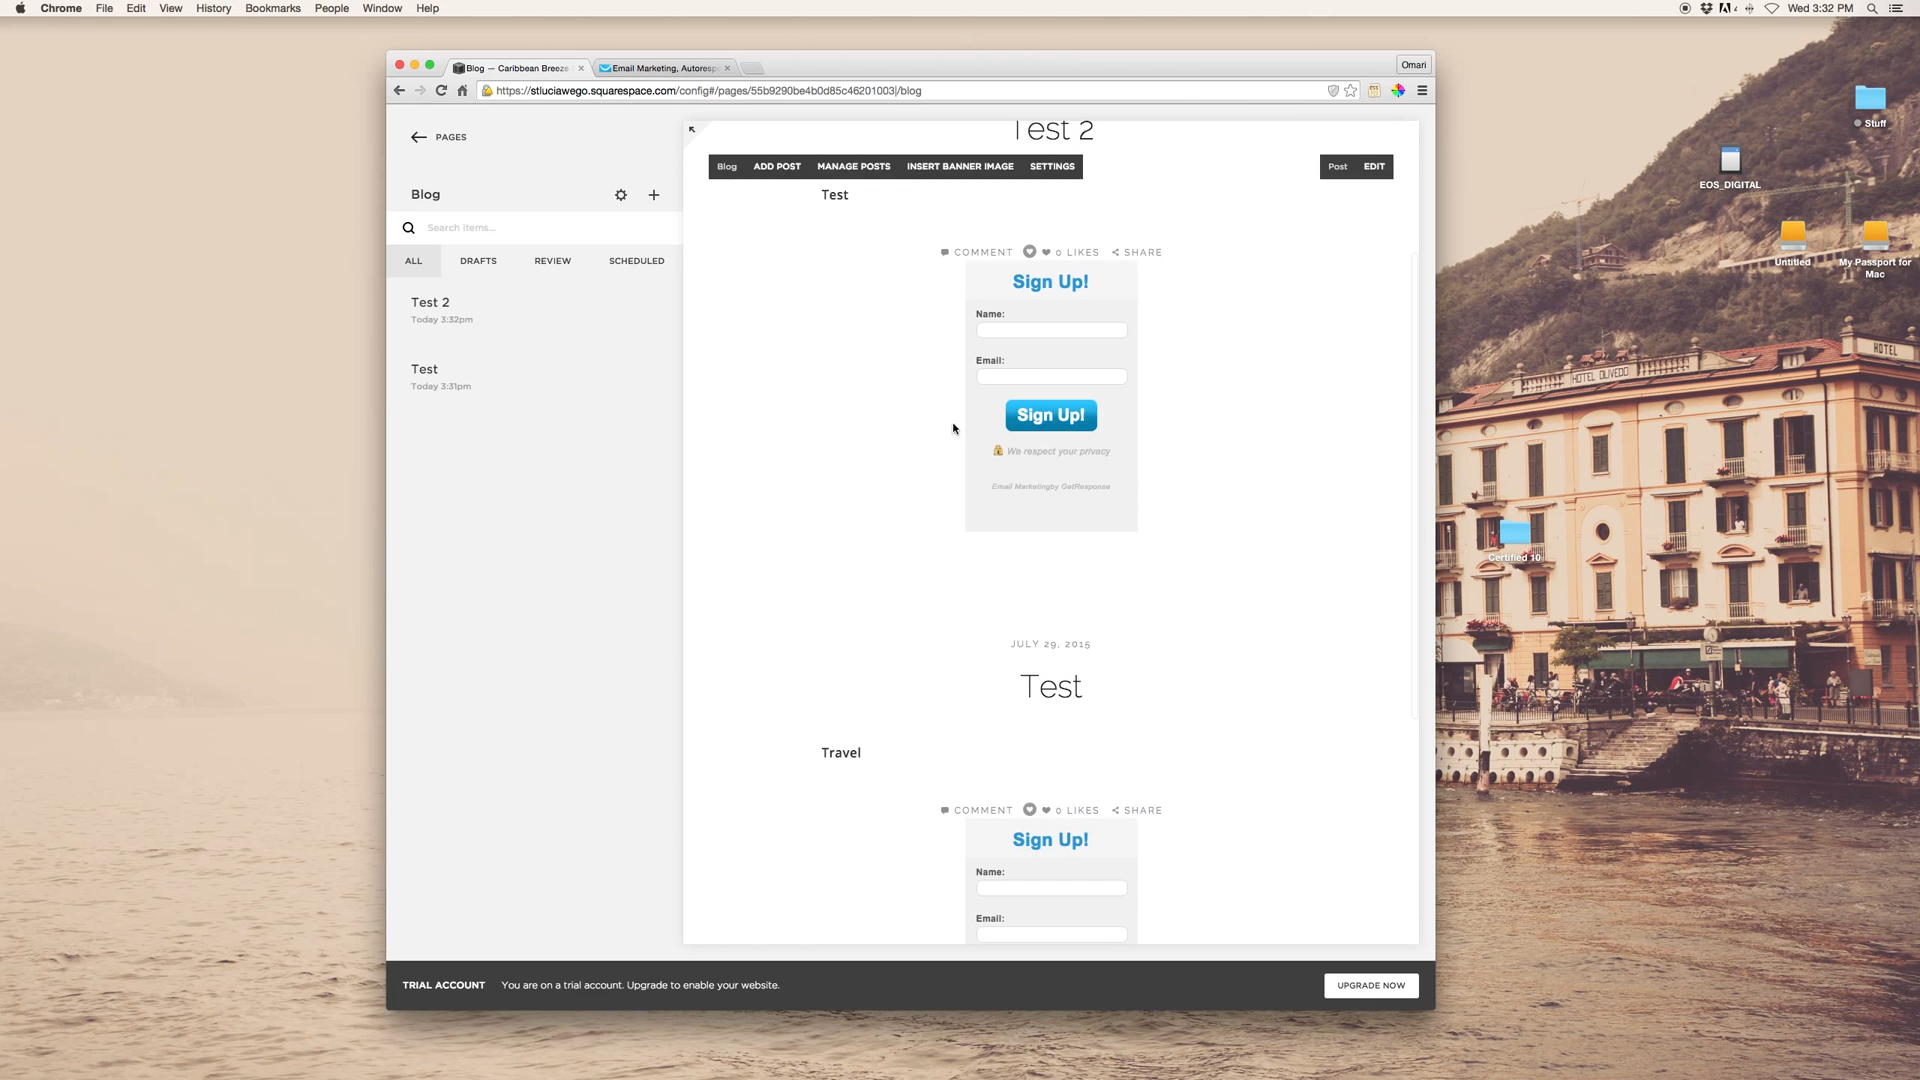 Chrome File Edit View History Bookmarks People Window Help
4 Wed 3:32 PM
Blog — Caribbean Breeze
Email Marketing, Autoresp
Omari
https://stluciawego.squarespace.com/config#/pages/55b9290be4b0d85c46201003|/blog
PAGES
Blog
Search items...
ALL DRAFTS REVIEW SCHEDULED
Test 2
Today 3:32pm
Test
Today 3:31pm
Test 2
Blog ADD POST MANAGE POSTS INSERT BANNER IMAGE SETTINGS
Post EDIT
Test
COMMENT 0 LIKES SHARE
Sign Up!
Name:
Email:
Sign Up!
We respect your privacy
Email Marketingby GetResponse
JULY 29, 2015
Test
Travel
COMMENT 0 LIKES SHARE
Sign Up!
Name:
Email:
TRIAL ACCOUNT You are on a trial account. Upgrade to enable your website.
UPGRADE NOW
Stuff
EOS_DIGITAL
Untitled
My Passport for
Mac
Certified 10
HOTEL
HOTEL OLIVEDO